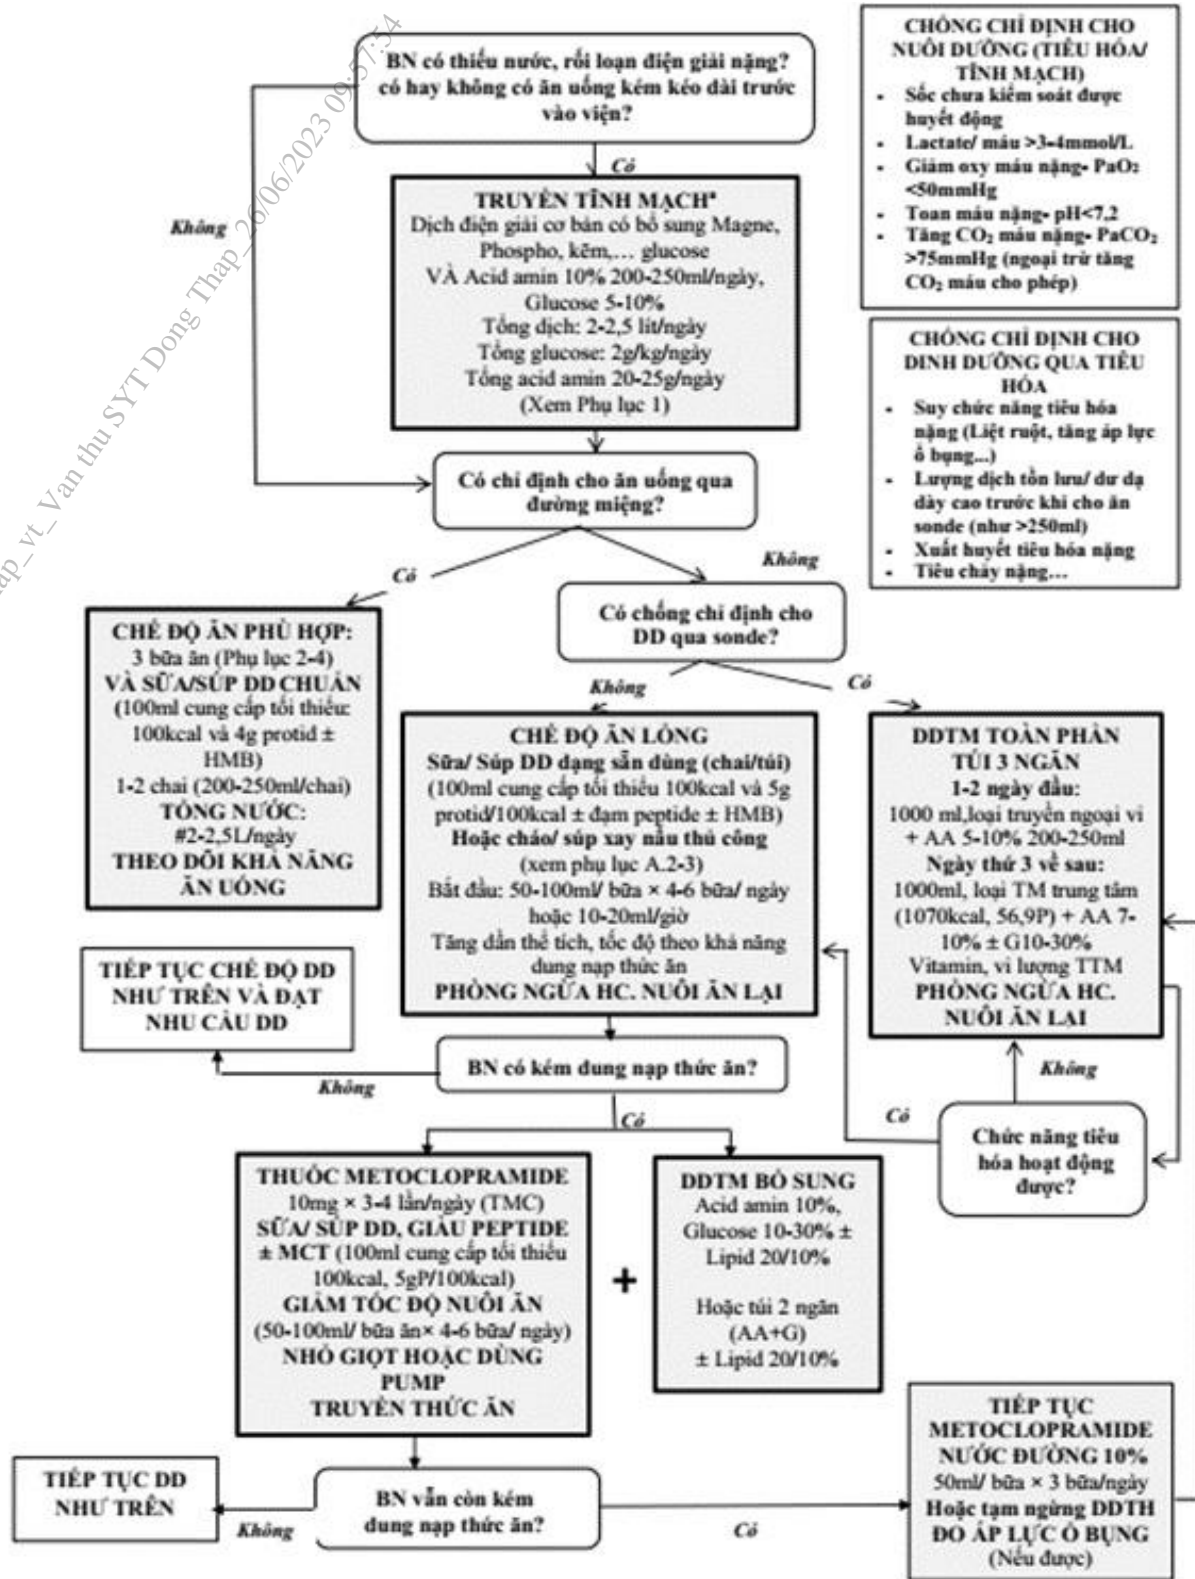 BN có thiếu nước, rối loạn điện giải nặng?
có hay không có ăn uống kém kéo dài trước
vào viện?
Có
Không
TRUYỀN TĨNH MẠCH*
Dịch điện giải cơ bản có bổ sung Magne,
Phospho, kẽm,... glucose
VÀ Acid amin 10% 200-250ml/ngày,
Glucose 5-10%
Tổng dịch: 2-2,5 lít/ngày
Tổng glucose: 2g/kg/ngày
Tổng acid amin 20-25g/ngày
(Xem Phụ lục 1)
CHỐNG CHỈ ĐỊNH CHO
NUÔI DƯỠNG (TIÊU HÓA/
TĨNH MẠCH)
- Sốc chưa kiểm soát được
huyết động
- Lactate/ máu >3-4mmol/L
- Giảm oxy máu nặng- PaO₂
<50mmHg
- Toan máu nặng- pH<7,2
- Tăng CO₂ máu nặng- PaCO₂
>75mmHg (ngoại trừ tăng
CO₂ máu cho phép)
CHỐNG CHỈ ĐỊNH CHO
DINH DƯỠNG QUA TIÊU
HÓA
- Suy chức năng tiêu hóa
nặng (Liệt ruột, tăng áp lực
ổ bụng...)
- Lượng dịch tồn lưu/ dư dạ
dày cao trước khi cho ăn
sonde (như >250ml)
- Xuất huyết tiêu hóa nặng
- Tiêu chảy nặng...
ap_vt_Van thu SYT Dong Thap_26/06/2023 09:57:54
Có chỉ định cho ăn uống qua
đường miệng?
Có
Không
CHẾ ĐỘ ĂN PHÙ HỢP:
3 bữa ăn (Phụ lục 2-4)
VÀ SỮA/SÚP DD CHUẨN
(100ml cung cấp tối thiểu:
100kcal và 4g protid ±
HMB)
1-2 chai (200-250ml/chai)
TỔNG NƯỚC:
#2-2,5L/ngày
THEO DÕI KHẢ NĂNG
ĂN UỐNG
Có chống chỉ định cho
DD qua sonde?
Không
Có
CHẾ ĐỘ ĂN LỎNG
Sữa/ Súp DD dạng sẵn dùng (chai/túi)
(100ml cung cấp tối thiểu 100kcal và 5g
protid/100kcal ± đạm peptide ± HMB)
Hoặc cháo/ súp xay nấu thủ công
(xem phụ lục A.2-3)
Bắt đầu: 50-100ml/ bữa × 4-6 bữa/ ngày
hoặc 10-20ml/giờ
Tăng dần thể tích, tốc độ theo khả năng
dung nạp thức ăn
PHÒNG NGỪA HC. NUÔI ĂN LẠI
DDTM TOÀN PHẦN
TÚI 3 NGĂN
1-2 ngày đầu:
1000 ml,loại truyền ngoại vi
+ AA 5-10% 200-250ml
Ngày thứ 3 về sau:
1000ml, loại TM trung tâm
(1070kcal, 56,9P) + AA 7-
10% ± G10-30%
Vitamin, vi lượng TTM
PHÒNG NGỪA HC.
NUÔI ĂN LẠI
TIẾP TỤC CHẾ ĐỘ DD
NHƯ TRÊN VÀ ĐẠT
NHU CẦU DD
BN có kém dung nạp thức ăn?
Không
Có
Không
Có
Chức năng tiêu
hóa hoạt động
được?
THUỐC METOCLOPRAMIDE
10mg × 3-4 lần/ngày (TMC)
SỮA/ SÚP DD, GIÀU PEPTIDE
± MCT (100ml cung cấp tối thiểu
100kcal, 5gP/100kcal)
GIẢM TỐC ĐỘ NUÔI ĂN
(50-100ml/ bữa ăn× 4-6 bữa/ ngày)
NHỎ GIỌT HOẶC DÙNG
PUMP
TRUYỀN THỨC ĂN
+
DDTM BỔ SUNG
Acid amin 10%,
Glucose 10-30% ±
Lipid 20/10%
Hoặc túi 2 ngăn
(AA+G)
± Lipid 20/10%
TIẾP TỤC DD
NHƯ TRÊN
Không
BN vẫn còn kém
dung nạp thức ăn?
Có
TIẾP TỤC
METOCLOPRAMIDE
NƯỚC ĐƯỜNG 10%
50ml/ bữa × 3 bữa/ngày
Hoặc tạm ngừng DDTH
ĐO ÁP LỰC Ổ BỤNG
(Nếu được)